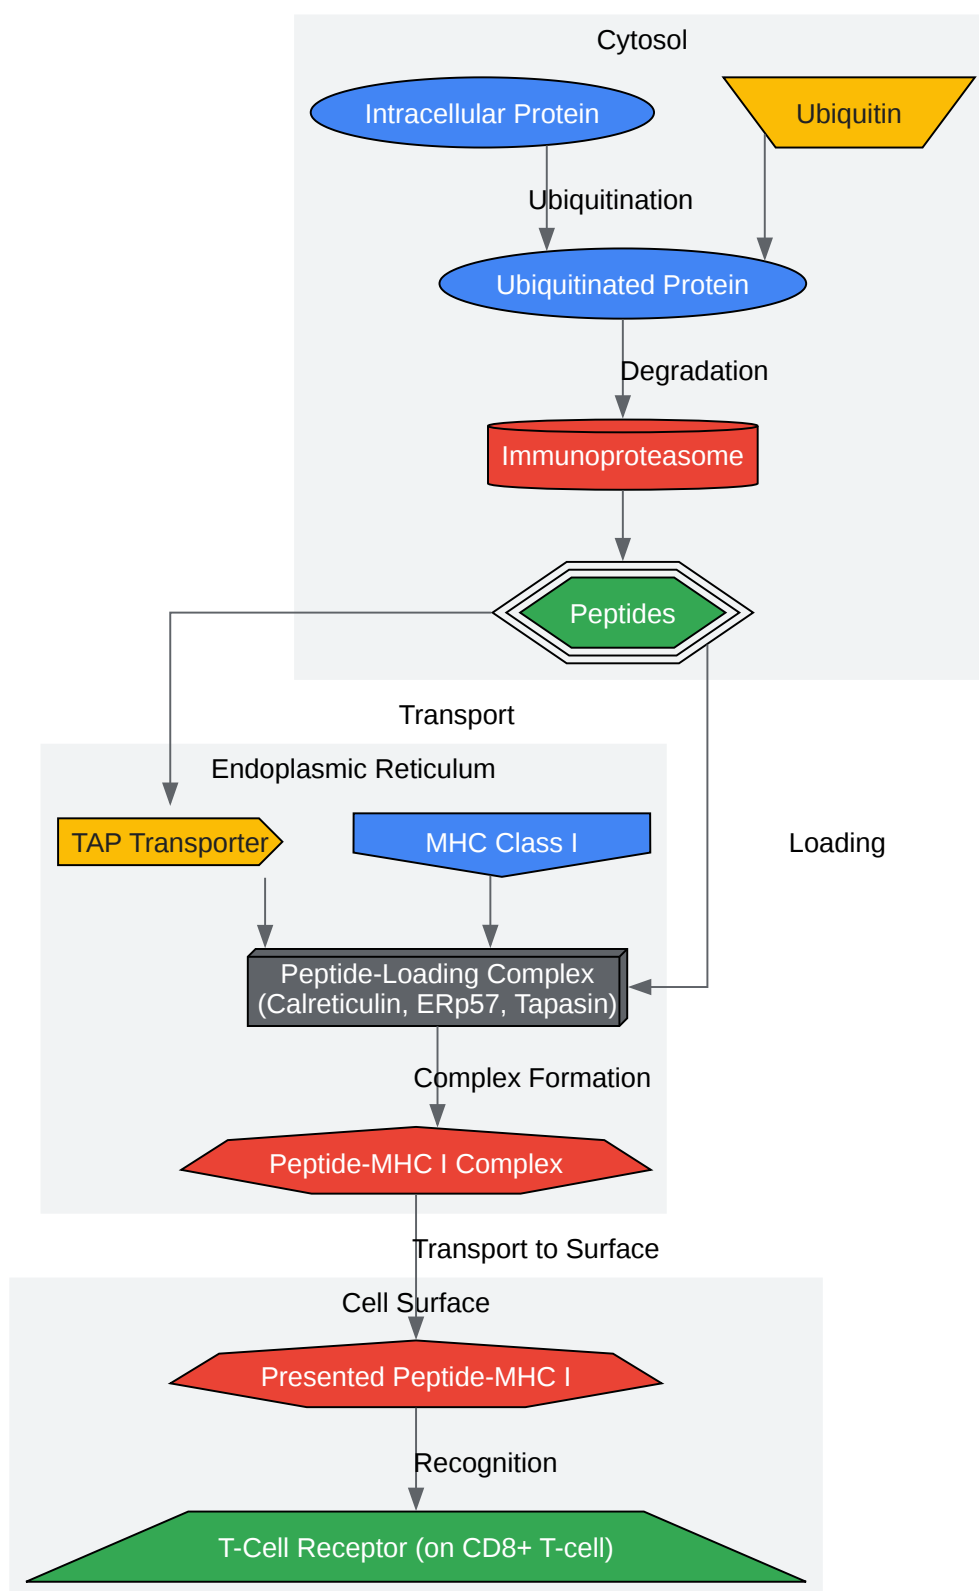 Cytosol
Intracellular Protein
Ubiquitin
Ubiquitination
Ubiquitinated Protein
Degradation
Immunoproteasome
Peptides
Transport
Endoplasmic Reticulum
TAP Transporter
MHC Class I
Loading
Peptide-Loading Complex
(Calreticulin, ERp57, Tapasin)
Complex Formation
Peptide-MHC I Complex
Transport to Surface
Cell Surface
Presented Peptide-MHC I
Recognition
T-Cell Receptor (on CD8+ T-cell)